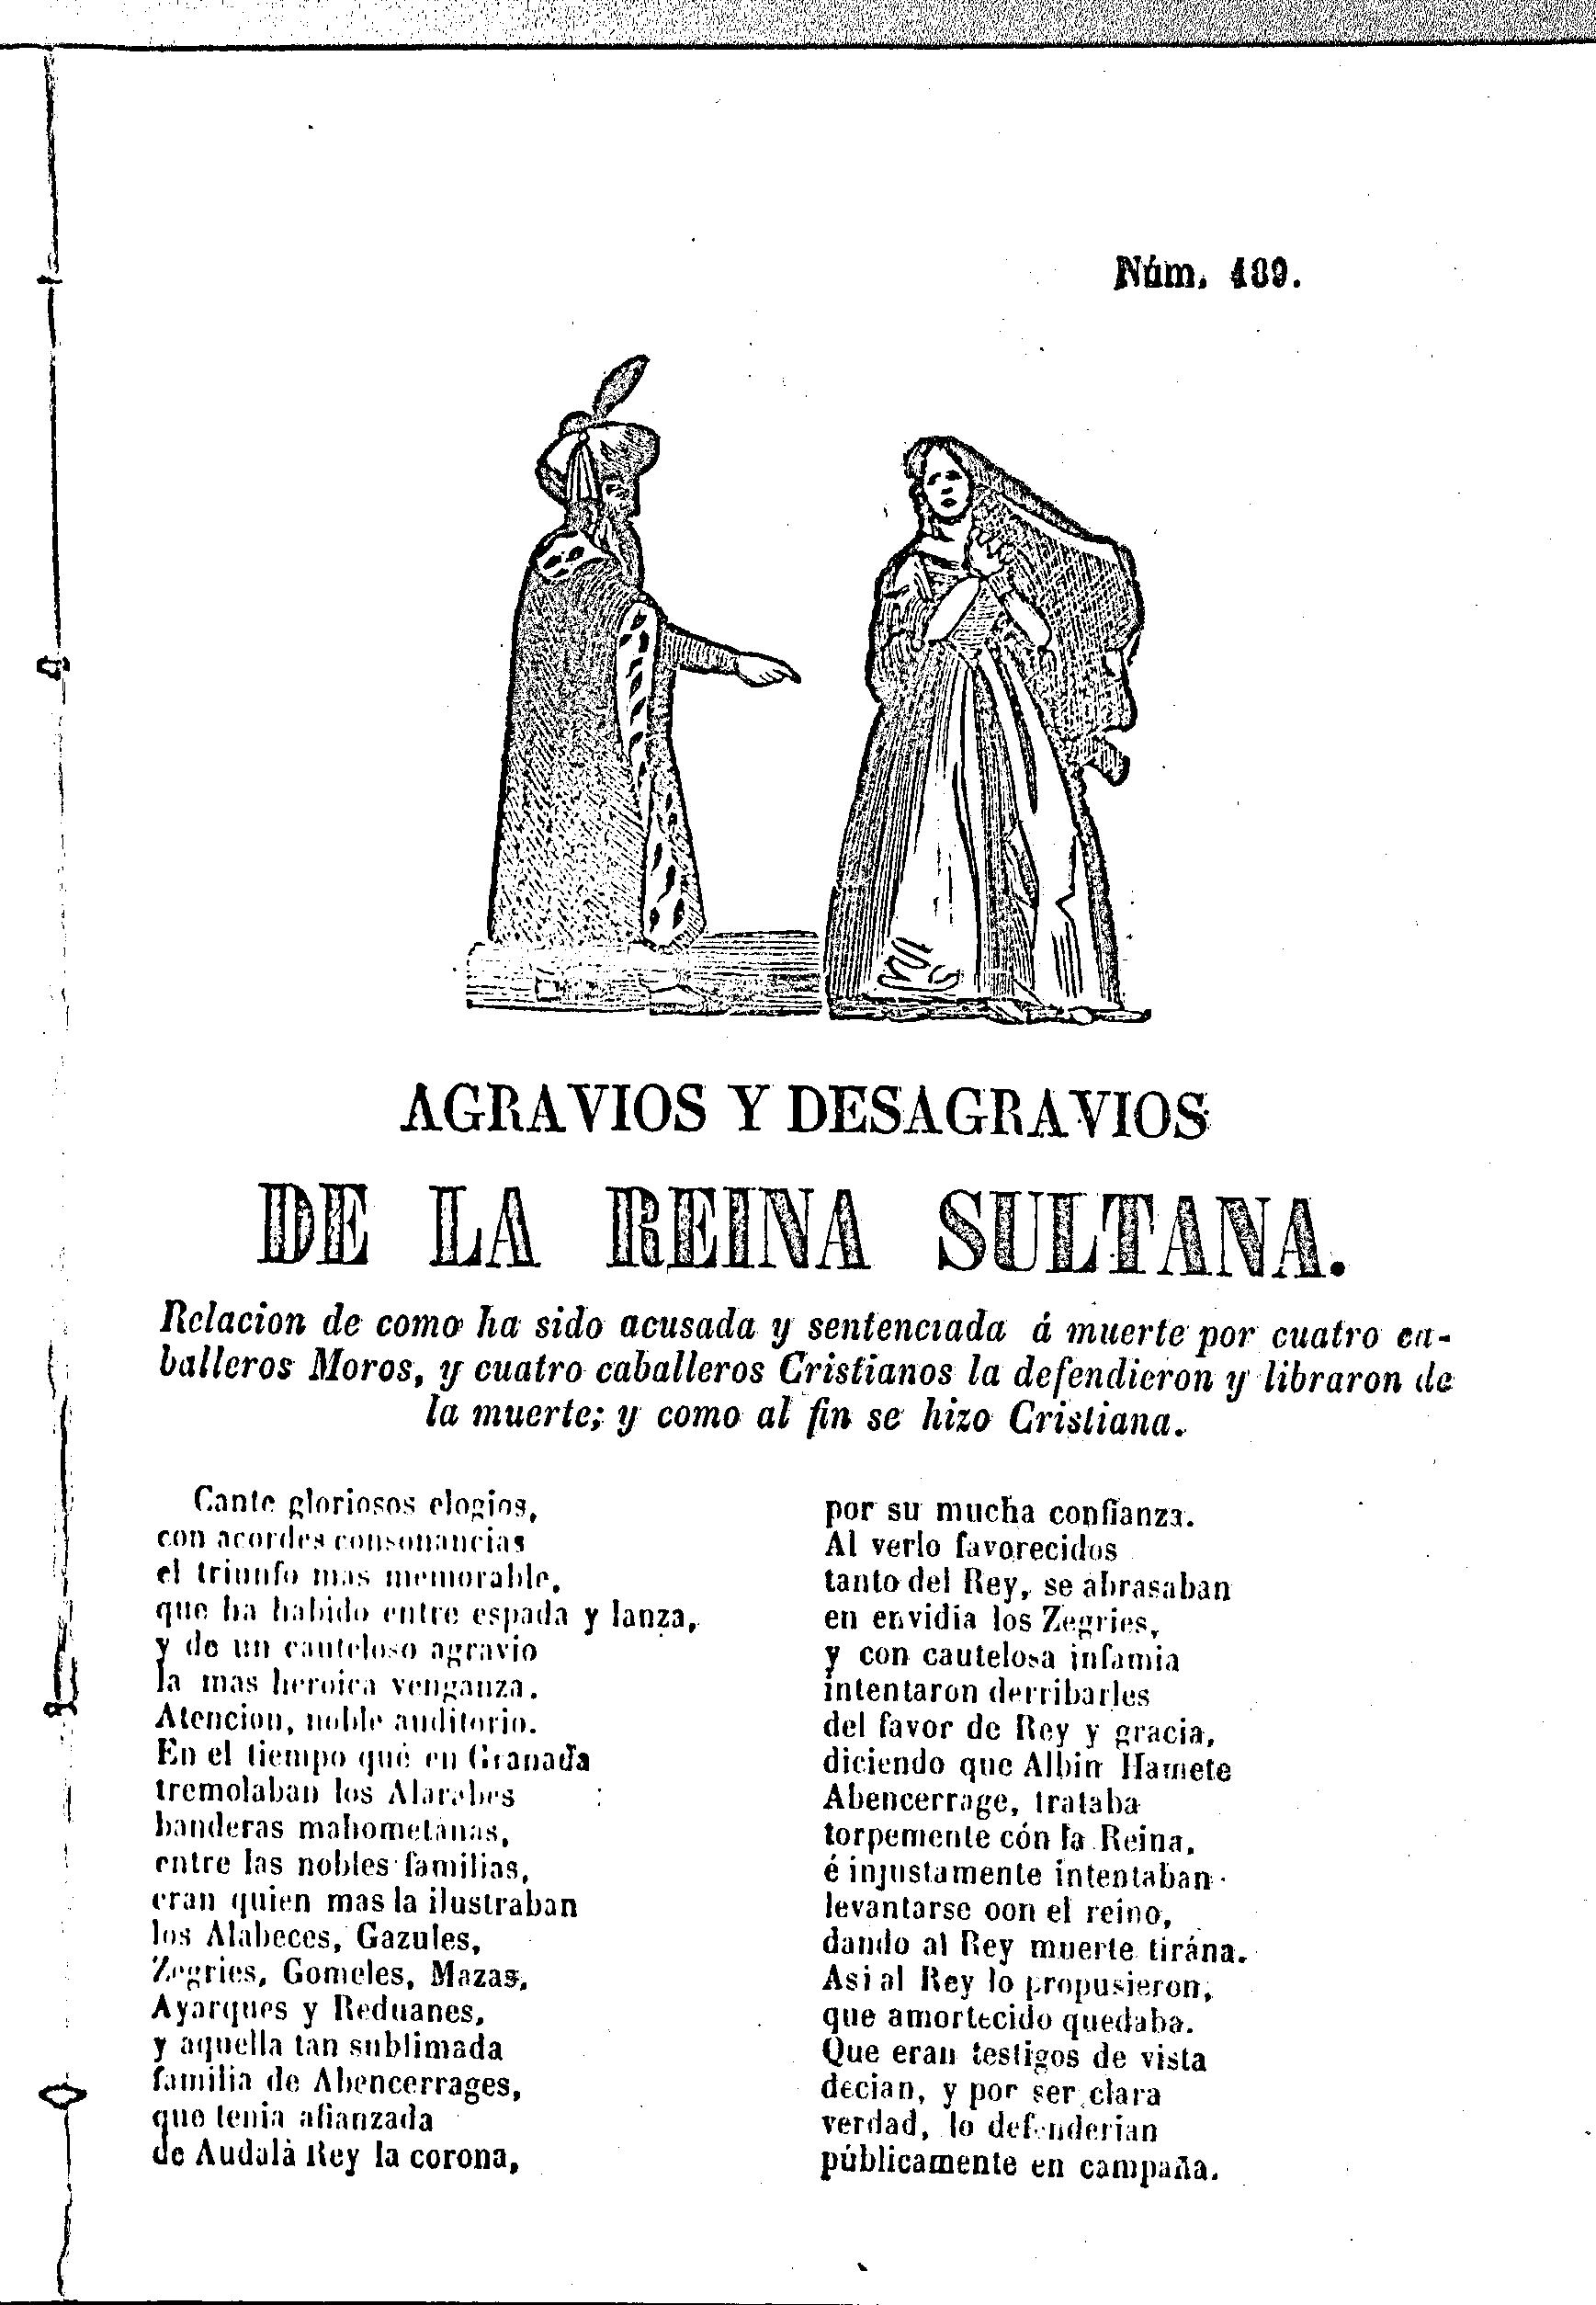 Núm. 489.
AGRAVIOS Y DESAGRAVIOS
DE LA REINA SULTANA.
Relacion de como ha sido acusada y sentenciada á muerte por cuatro ca-
balleros Moros, y cuatro caballeros Cristianos la defendieron y libraron de
la muerte; y como al fin se hizo Cristiana.
Cante gloriosos elogios,
con acordes consonancias
el triunfo mas memorable,
que ha habido entre espada y lanza,
y de un cauteloso agravio
la mas heroica venganza.
Atencion, noble auditorio.
En el tiempo qué en Granada
tremolaban los Alarabes
banderas mahometanas,
entre las nobles familias,
eran quien mas la ilustraban
los Alabeces, Gazules,
Zegries, Gomeles, Mazas,
Ayarques y Reduanes,
y aquella tan sublimada
familia de Abencerrages,
que tenia afianzada
de Audalá Rey la corona,
por su mucha confianza.
Al verlo favorecidos
tanto del Rey, se abrasaban
en envidia los Zegries,
y con cautelosa infamia
intentaron derribarles
del favor de Rey y gracia,
diciendo que Albin Hamete
Abencerrage, trataba
torpemente cón la Reina,
é injustamente intentaban
levantarse oon el reino,
dando al Rey muerte tirána.
Asi al Rey lo propusieron,
que amortecido quedaba.
Que eran testigos de vista
decian, y por ser clara
verdad, lo defenderian
públicamente en campaña.